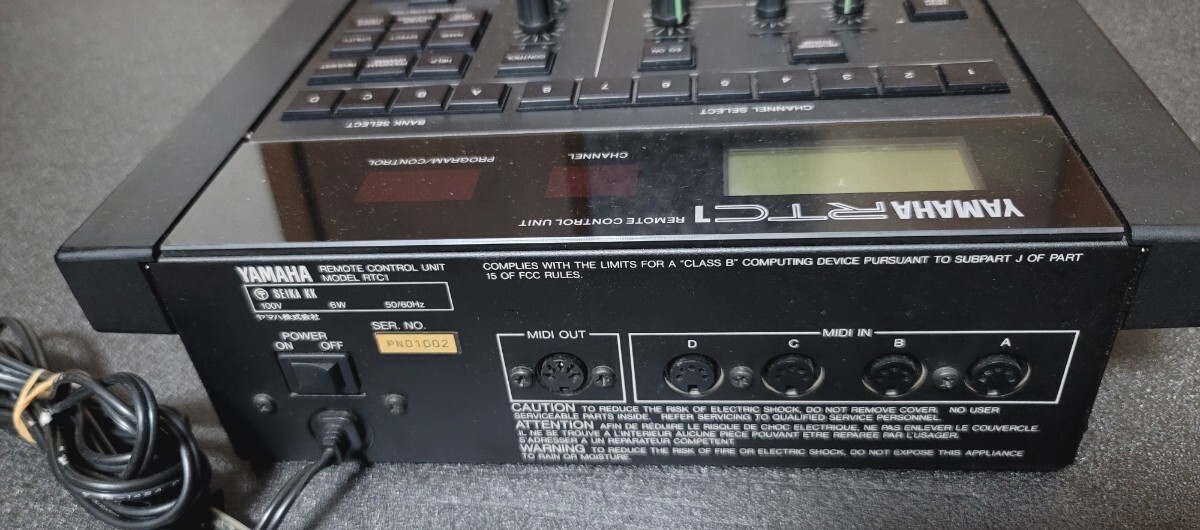 HELP
CONTROL
EQ ON
D
C
B
A
8
7
6
5
4
3
2
1
BANK SELECT
CHANNEL SELECT
PROGRAM/CONTROL
CHANNEL
YAMAHA RTC1 REMOTE CONTROL UNIT
YAMAHA REMOTE CONTROL UNIT
MODEL RTC1
COMPLIES WITH THE LIMITS FOR A "CLASS B" COMPUTING DEVICE PURSUANT TO SUBPART J OF PART
15 OF FCC RULES.
SEIKA KK
100V 6W 50/60Hz
ヤマハ株式会社
POWER
ON OFF
SER. NO.
PN01002
MIDI OUT
MIDI IN
D C B A
CAUTION TO REDUCE THE RISK OF ELECTRIC SHOCK, DO NOT REMOVE COVER. NO USER
SERVICEABLE PARTS INSIDE. REFER SERVICING TO QUALIFIED SERVICE PERSONNEL.
ATTENTION AFIN DE RÉDUIRE LE RISQUE DE CHOC ELECTRIQUE, NE PAS ENLEVER LE COUVERCLE.
IL NE SE TROUVE A L'INTERIEUR AUCUNE PIECE POUVANT ETRE REPAREE PAR L'USAGER.
S'ADRESSER A UN REPARATEUR COMPETENT.
WARNING TO REDUCE THE RISK OF FIRE OR ELECTRIC SHOCK, DO NOT EXPOSE THIS APPLIANCE
TO RAIN OR MOISTURE.